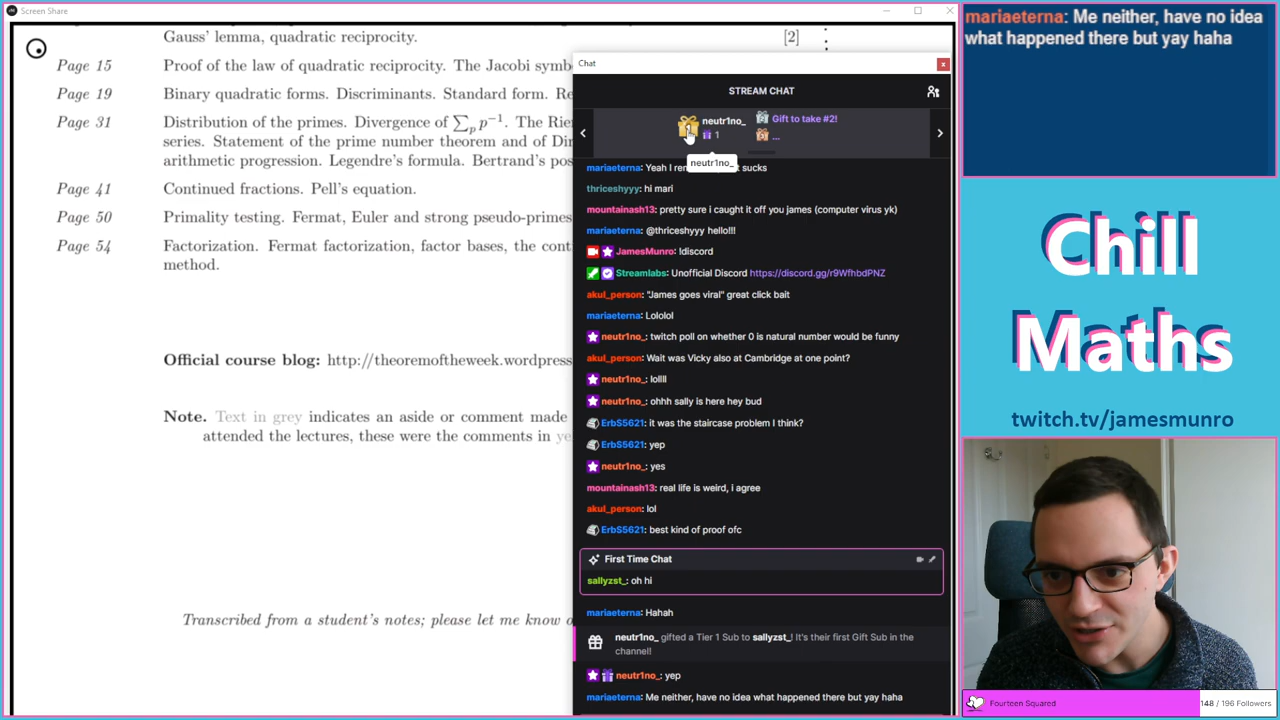 Screen Share
Gauss' lemma, quadratic reciprocity. [2]
Page 15 Proof of the law of quadratic reciprocity. The Jacobi symb
Page 19 Binary quadratic forms. Discriminants. Standard form. Re
Page 31 Distribution of the primes. Divergence of ∑p p−1. The Rie
series. Statement of the prime number theorem and of Dir
arithmetic progression. Legendre's formula. Bertrand's pos
Page 41 Continued fractions. Pell's equation.
Page 50 Primality testing. Fermat, Euler and strong pseudo-primes
Page 54 Factorization. Fermat factorization, factor bases, the cont
method.
Official course blog: http://theoremoftheweek.wordpress
Note. Text in grey indicates an aside or comment made
attended the lectures, these were the comments in ye
Transcribed from a student's notes; please let me know o
Chat
x
STREAM CHAT
neutr1no_
1
Gift to take #2!
...
neutr1no_
mariaeterna: Yeah I re sucks
thriceshyyy: hi mari
mountainash13: pretty sure i caught it off you james (computer virus yk)
mariaeterna: @thriceshyyy hello!!!
JamesMunro: !discord
Streamlabs: Unofficial Discord https://discord.gg/r9WfhbdPNZ
akul_person: "James goes viral" great click bait
mariaeterna: Lololol
neutr1no_: twitch poll on whether 0 is natural number would be funny
akul_person: Wait was Vicky also at Cambridge at one point?
neutr1no_: lollll
neutr1no_: ohhh sally is here hey bud
ErbS5621: it was the staircase problem I think?
ErbS5621: yep
neutr1no_: yes
mountainash13: real life is weird, i agree
akul_person: lol
ErbS5621: best kind of proof ofc
First Time Chat
sallyzst_: oh hi
mariaeterna: Hahah
neutr1no_ gifted a Tier 1 Sub to sallyzst_! It's their first Gift Sub in the
channel!
neutr1no_: yep
mariaeterna: Me neither, have no idea what happened there but yay haha
mariaeterna: Me neither, have no idea
what happened there but yay haha
Chill
Maths
twitch.tv/jamesmunro
Fourteen Squared
148 / 196 Followers